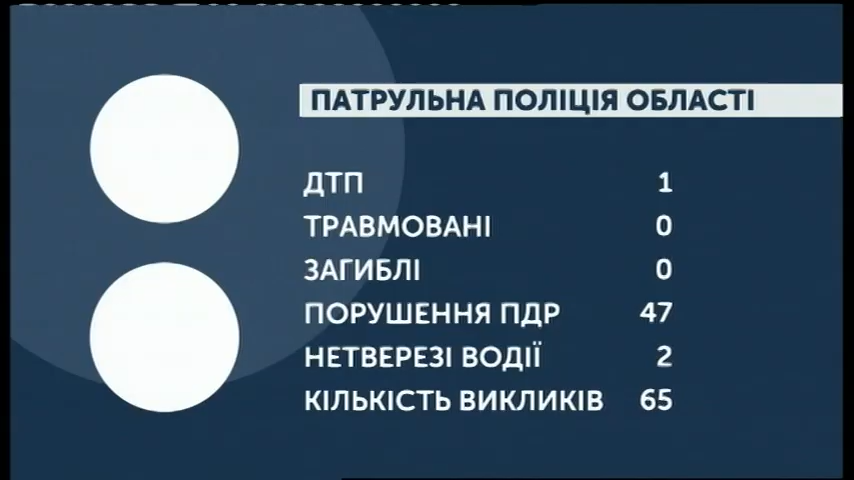 ПАТРУЛЬНА ПОЛІЦІЯ ОБЛАСТІ
ДТП 1
ТРАВМОВАНІ 0
ЗАГИБЛІ 0
ПОРУШЕННЯ ПДР 47
НЕТВЕРЕЗІ ВОДІЇ 2
КІЛЬКІСТЬ ВИКЛИКІВ 65